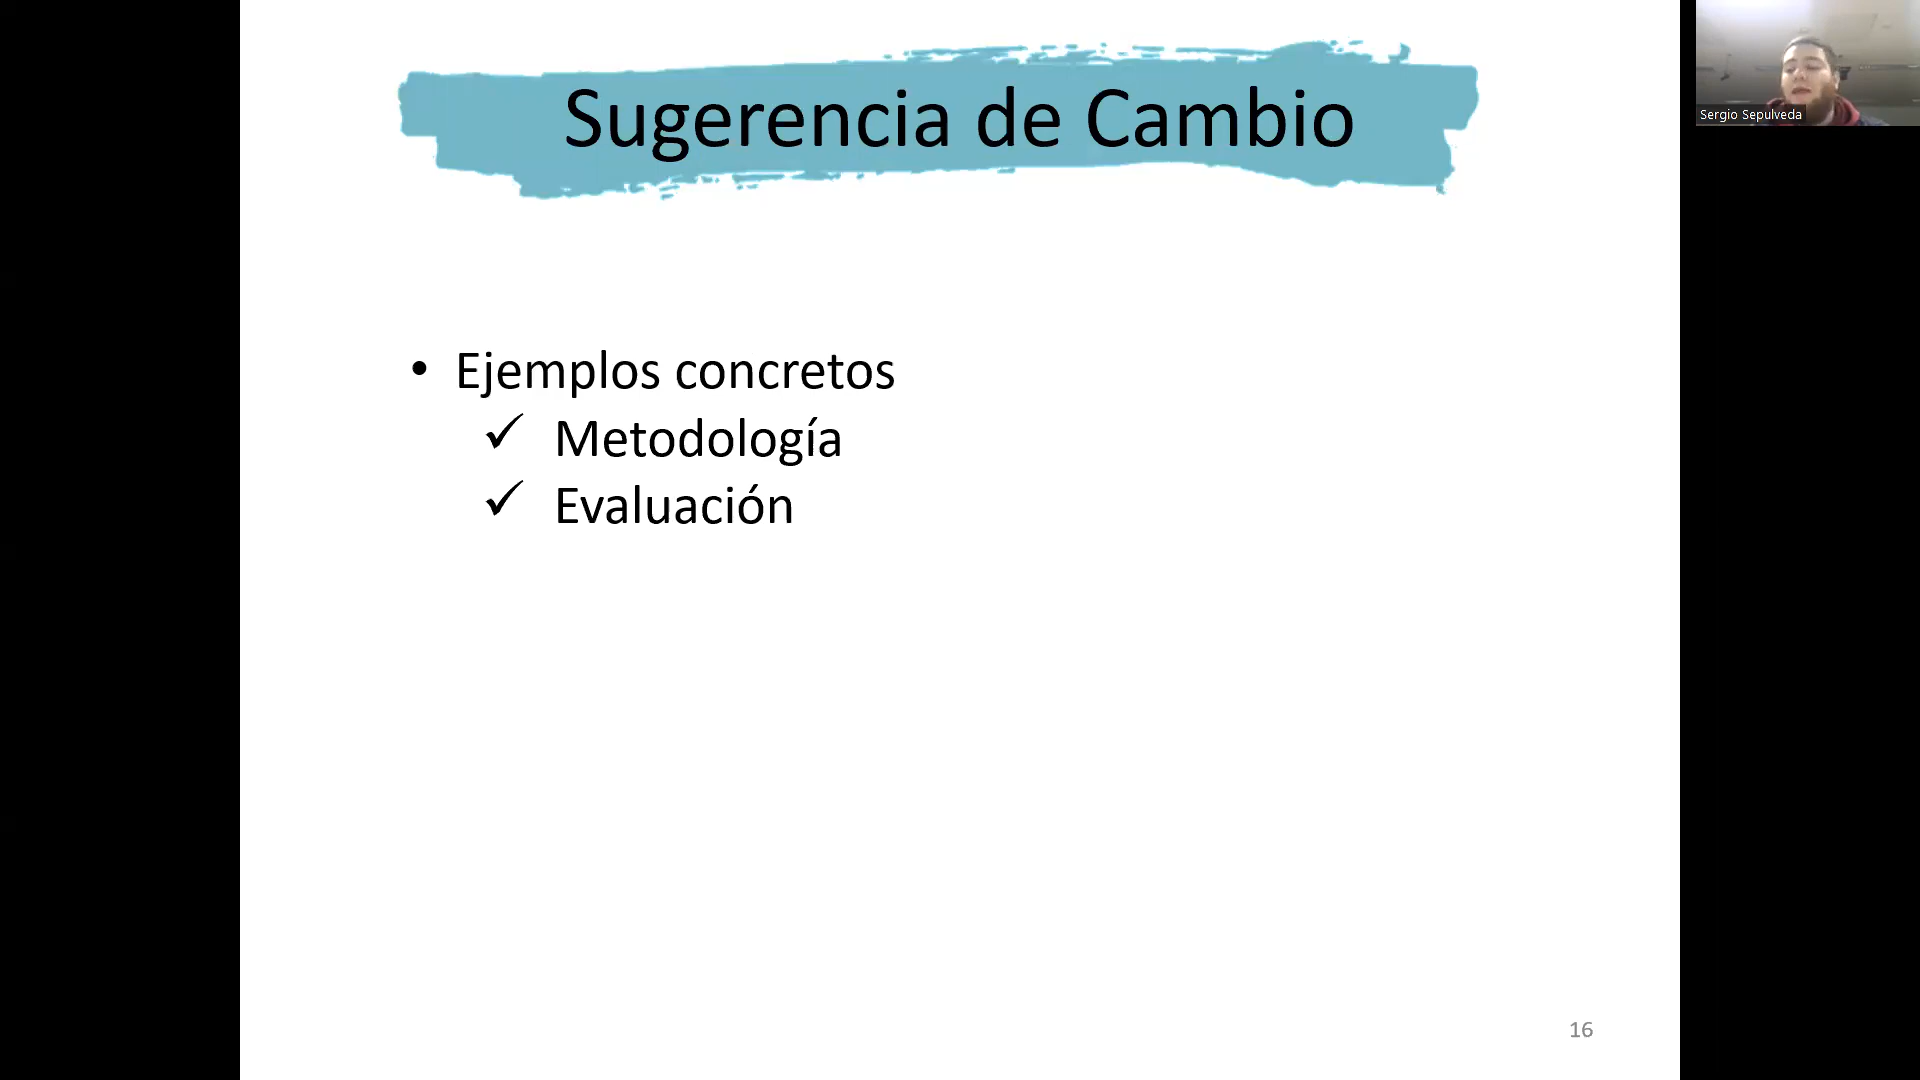 Sugerencia de Cambio
Sergio Sepulveda
• Ejemplos concretos
✓ Metodología
✓ Evaluación
16